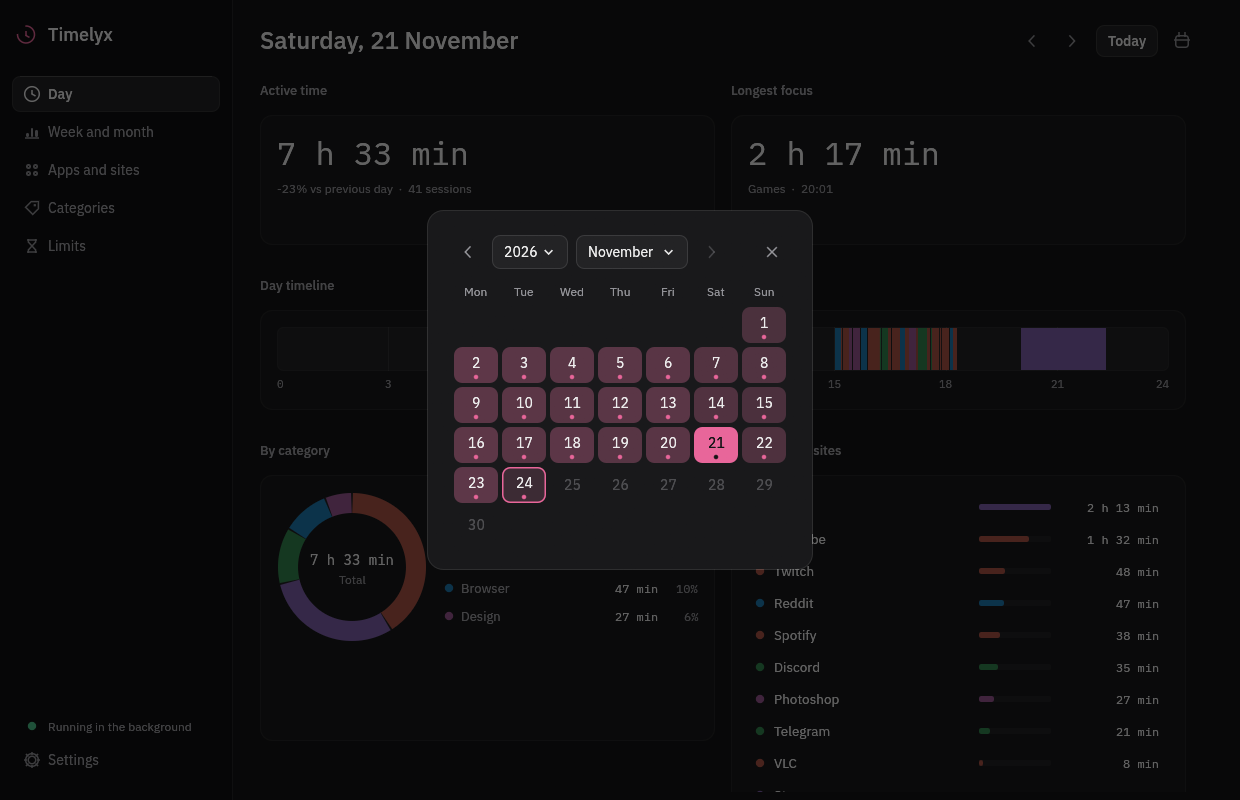 Timelyx
Day
Week and month
Apps and sites
Categories
Limits
Running in the background
Settings
Saturday, 21 November
Today
Active time
7 h 33 min
-23% vs previous day · 41 sessions
Longest focus
2 h 17 min
Games · 20:01
Day timeline
0 3 15 18 21 24
2026 November
Mon Tue Wed Thu Fri Sat Sun
1
2 3 4 5 6 7 8
9 10 11 12 13 14 15
16 17 18 19 20 21 22
23 24 25 26 27 28 29
30
By category
7 h 33 min
Total
Browser 47 min 10%
Design 27 min 6%
sites
2 h 13 min
be 1 h 32 min
Twitch 48 min
Reddit 47 min
Spotify 38 min
Discord 35 min
Photoshop 27 min
Telegram 21 min
VLC 8 min